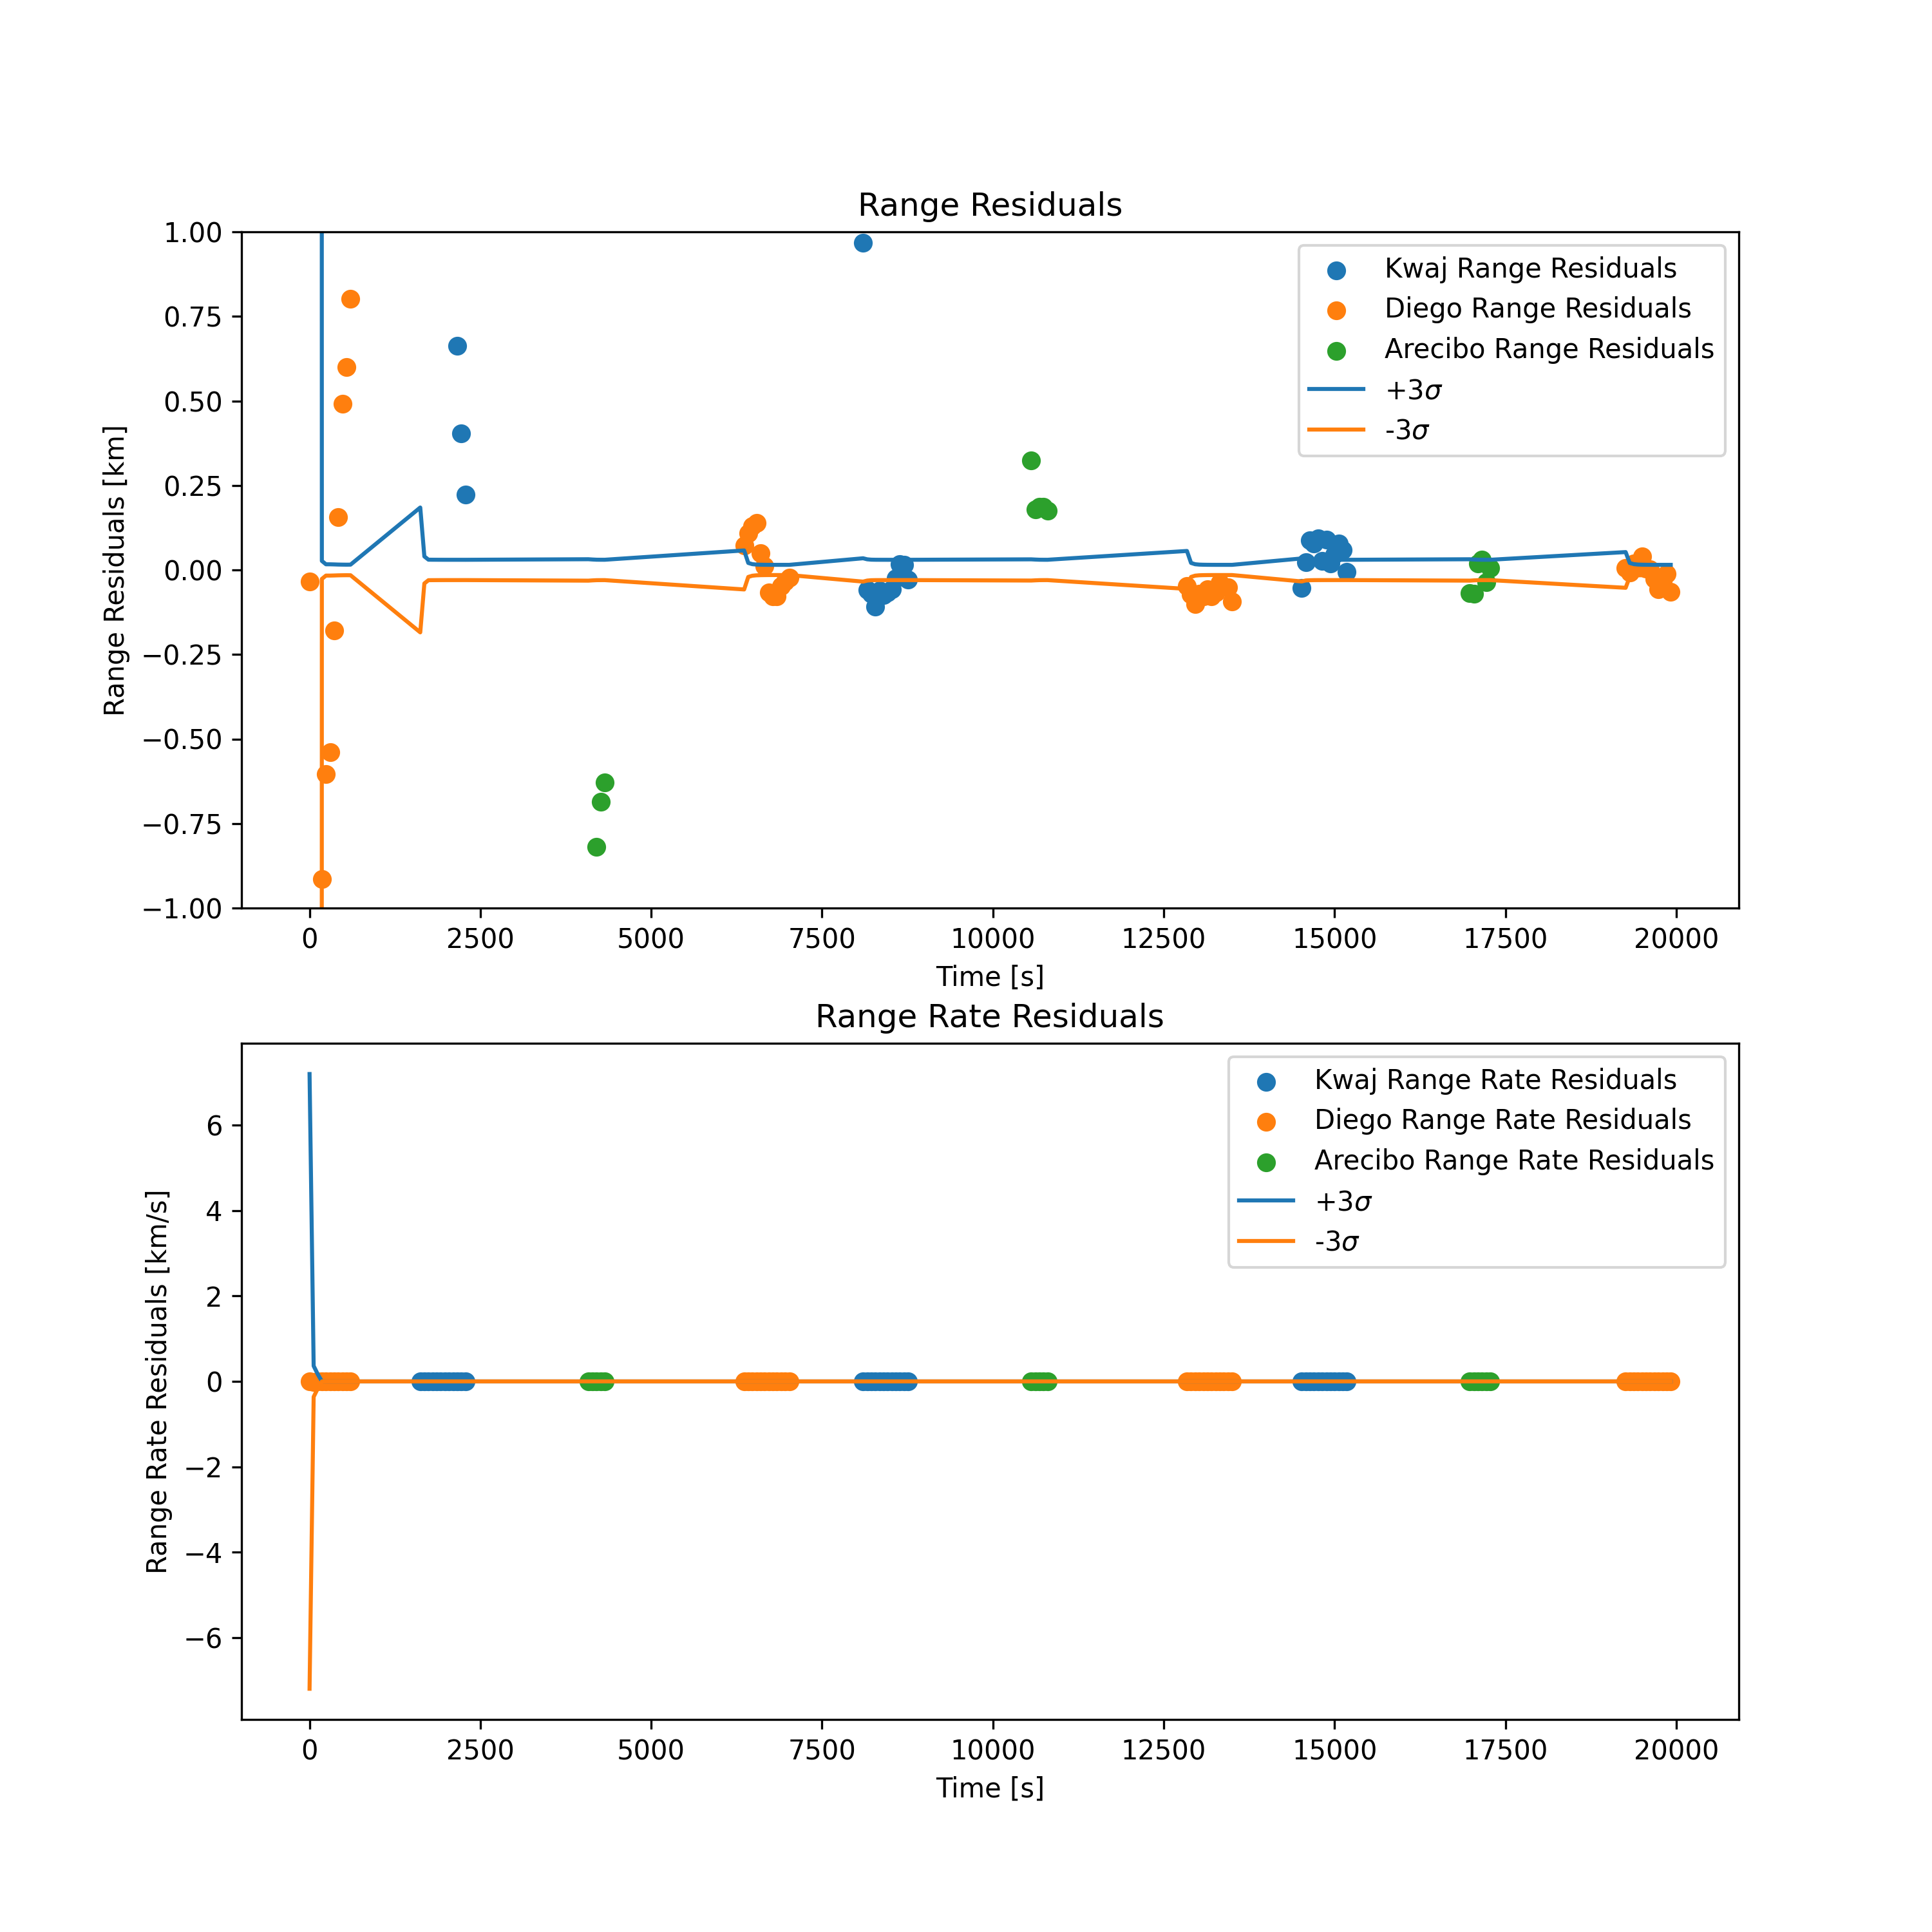 Range Residuals
1.00
0.75
0.50
0.25
0.00
−0.25
−0.50
−0.75
−1.00
Range Residuals [km]
Kwaj Range Residuals
Diego Range Residuals
Arecibo Range Residuals
+3σ
-3σ
0 2500 5000 7500 10000 12500 15000 17500 20000
Time [s]
Range Rate Residuals
6
4
2
0
−2
−4
−6
Range Rate Residuals [km/s]
Kwaj Range Rate Residuals
Diego Range Rate Residuals
Arecibo Range Rate Residuals
+3σ
-3σ
0 2500 5000 7500 10000 12500 15000 17500 20000
Time [s]